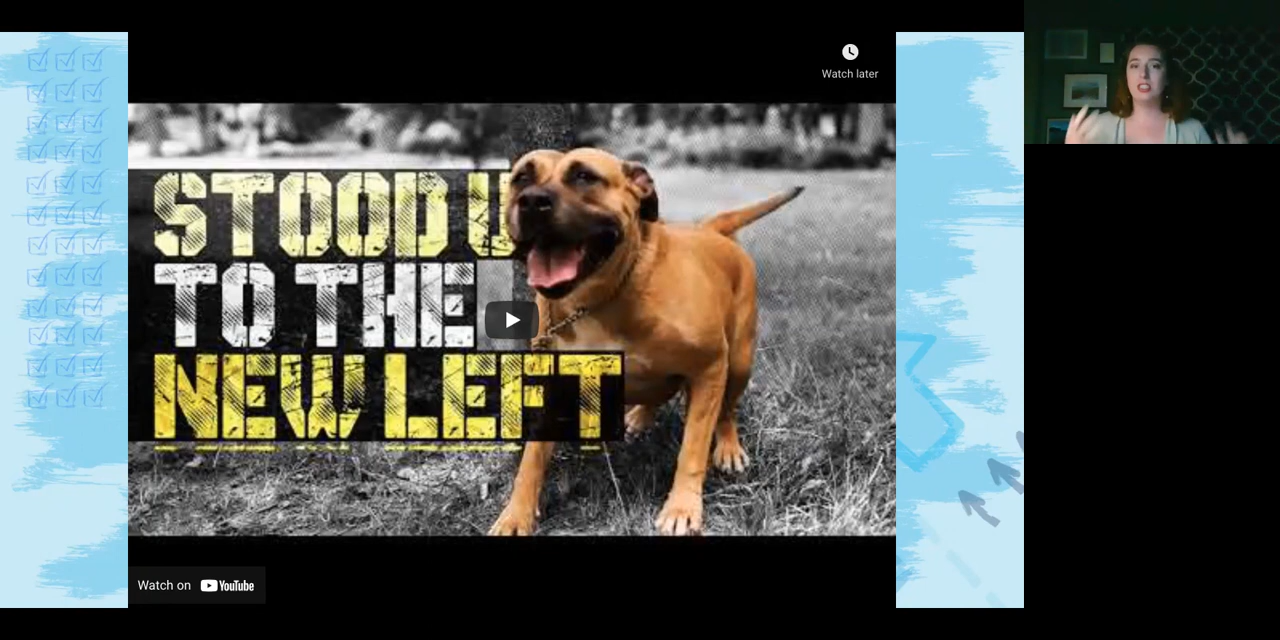 Watch later
STOOD U
TO THE
NEW LEFT
Watch on YouTube